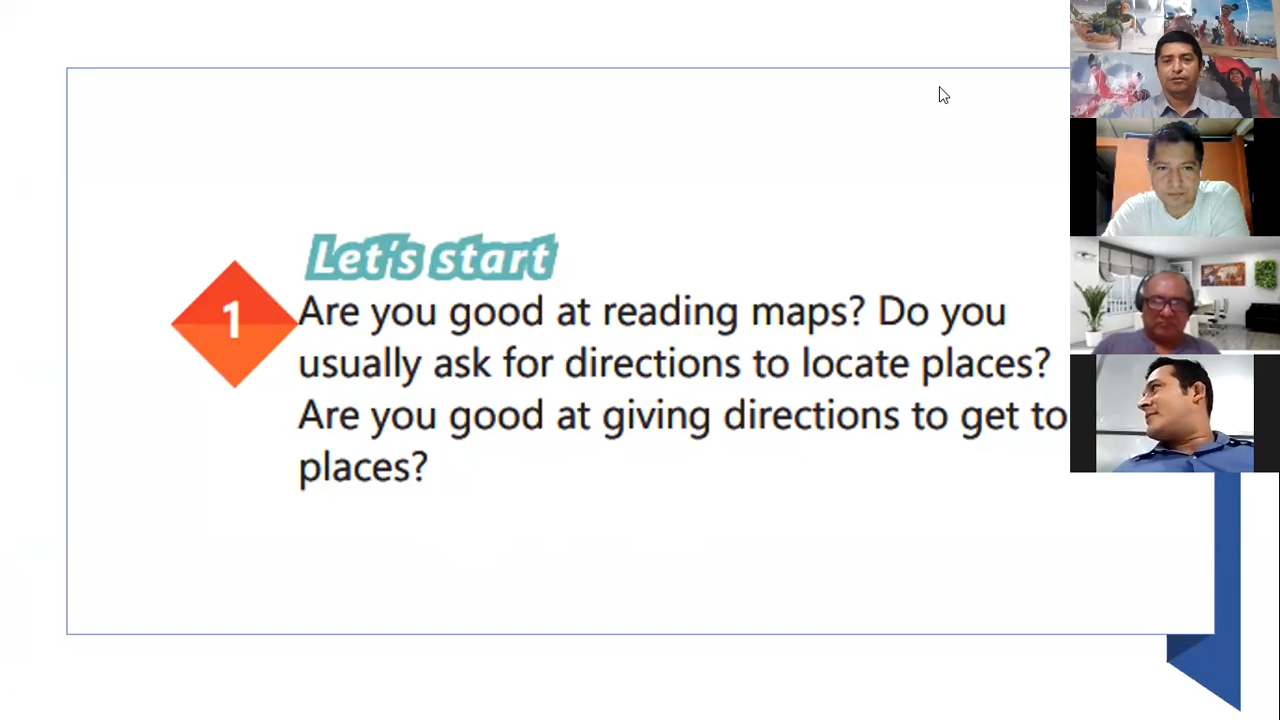 Let's start
1
Are you good at reading maps? Do you
usually ask for directions to locate places?
Are you good at giving directions to get to
places?